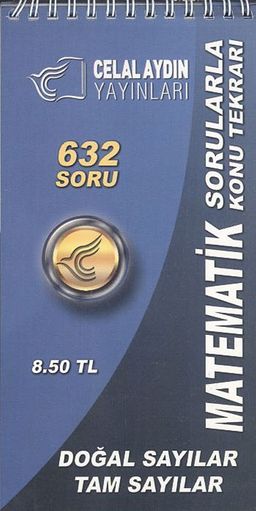 CELAL AYDIN
YAYINLARI
632
SORU
8.50 TL
MATEMATİK
SORULARLA
KONU TEKRARI
DOĞAL SAYILAR
TAM SAYILAR